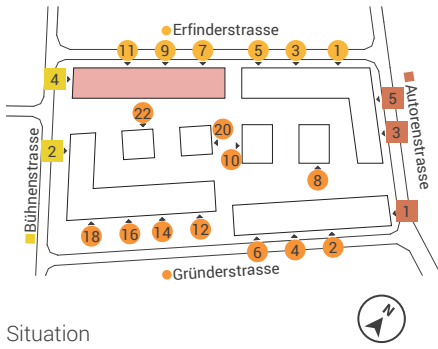 Erfinderstrasse
11 9 7 5 3 1
4
5
22
20
3
2
10
8
Autorenstrasse
Bühnenstrasse
1
18 16 14 12
6 4 2
Gründerstrasse
N
Situation